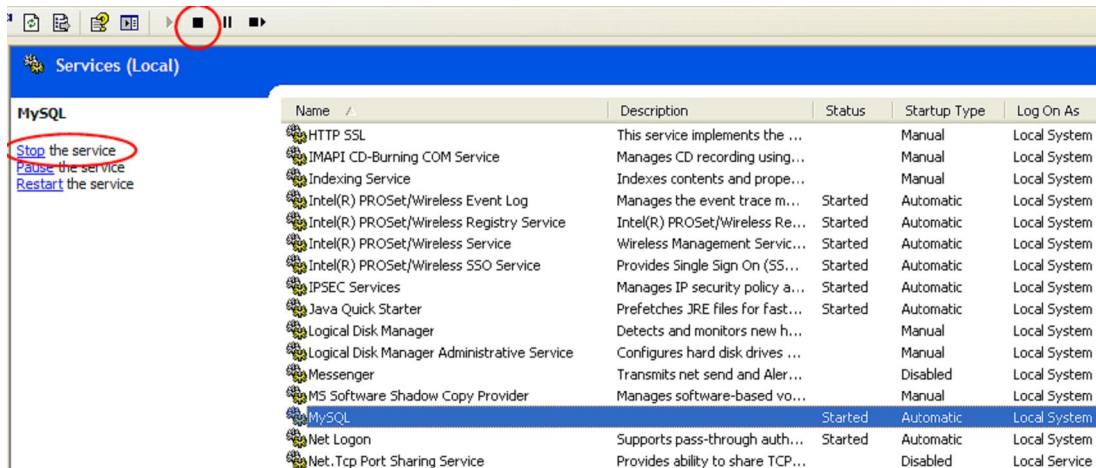 Services (Local)
MySQL
Stop the service
Pause the service
Restart the service
Name Description Status Startup Type Log On As
HTTP SSL This service implements the ... Manual Local System
IMAPI CD-Burning COM Service Manages CD recording using... Manual Local System
Indexing Service Indexes contents and prope... Manual Local System
Intel(R) PROSet/Wireless Event Log Manages the event trace m... Started Automatic Local System
Intel(R) PROSet/Wireless Registry Service Intel(R) PROSet/Wireless Re... Started Automatic Local System
Intel(R) PROSet/Wireless Service Wireless Management Servic... Started Automatic Local System
Intel(R) PROSet/Wireless SSO Service Provides Single Sign On (SS... Started Automatic Local System
IPSEC Services Manages IP security policy a... Started Automatic Local System
Java Quick Starter Prefetches JRE files for fast... Started Automatic Local System
Logical Disk Manager Detects and monitors new h... Manual Local System
Logical Disk Manager Administrative Service Configures hard disk drives ... Manual Local System
Messenger Transmits net send and Aler... Disabled Local System
MS Software Shadow Copy Provider Manages software-based vo... Manual Local System
MySQL Started Automatic Local System
Net Logon Supports pass-through auth... Started Automatic Local System
Net.Tcp Port Sharing Service Provides ability to share TCP... Disabled Local Service